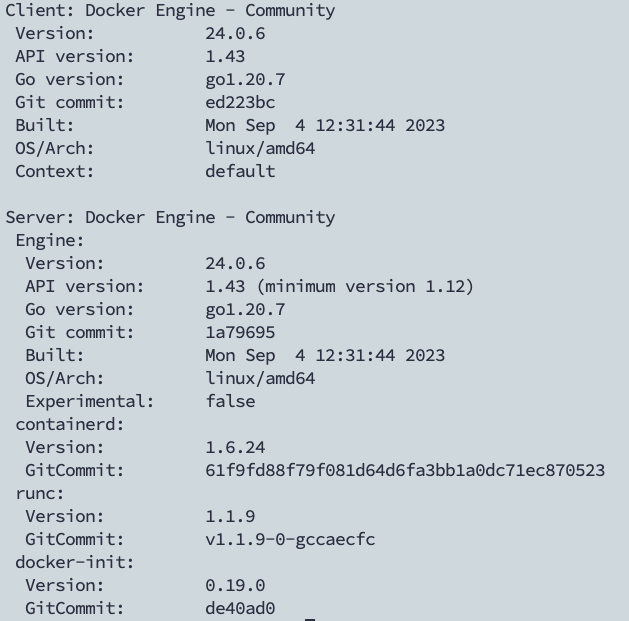 Client: Docker Engine - Community
 Version:           24.0.6
 API version:       1.43
 Go version:        go1.20.7
 Git commit:        ed223bc
 Built:             Mon Sep  4 12:31:44 2023
 OS/Arch:           linux/amd64
 Context:           default

Server: Docker Engine - Community
 Engine:
  Version:          24.0.6
  API version:      1.43 (minimum version 1.12)
  Go version:       go1.20.7
  Git commit:       1a79695
  Built:            Mon Sep  4 12:31:44 2023
  OS/Arch:          linux/amd64
  Experimental:     false
 containerd:
  Version:          1.6.24
  GitCommit:        61f9fd88f79f081d64d6fa3bb1a0dc71ec870523
 runc:
  Version:          1.1.9
  GitCommit:        v1.1.9-0-gccaecfc
 docker-init:
  Version:          0.19.0
  GitCommit:        de40ad0